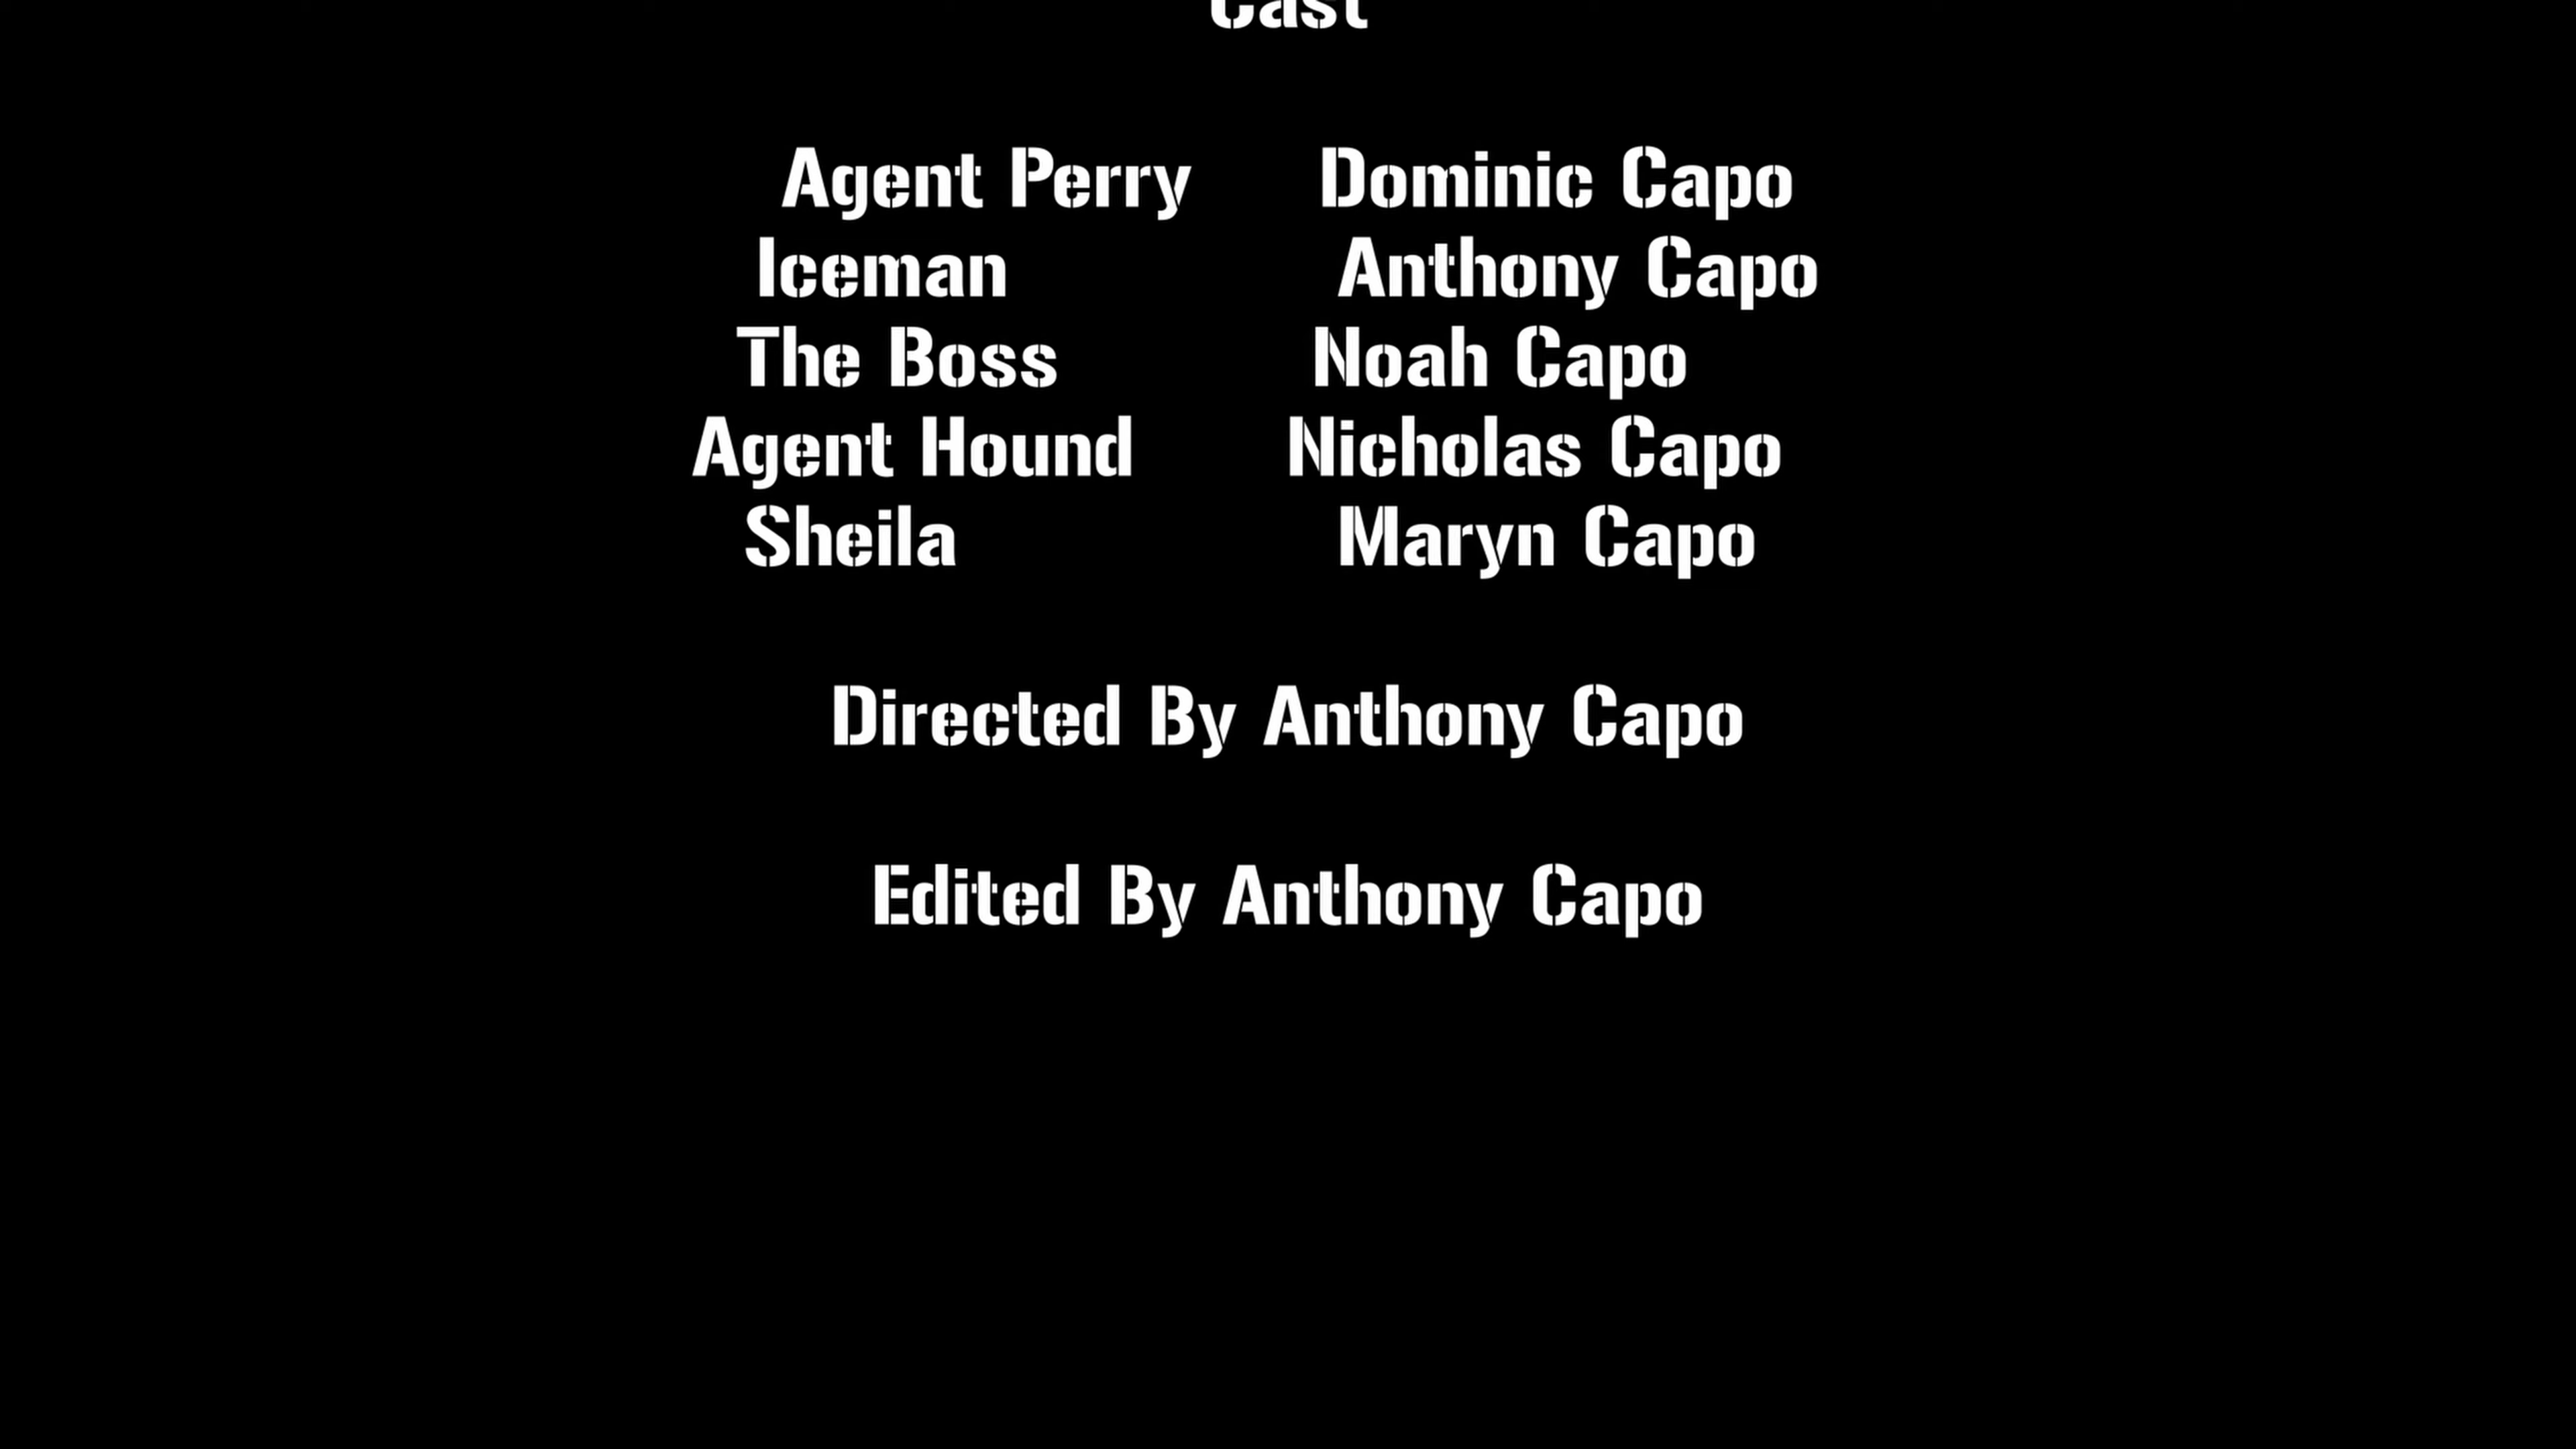 Cast
Agent Perry Dominic Capo
Iceman Anthony Capo
The Boss Noah Capo
Agent Hound Nicholas Capo
Sheila Maryn Capo
Directed By Anthony Capo
Edited By Anthony Capo